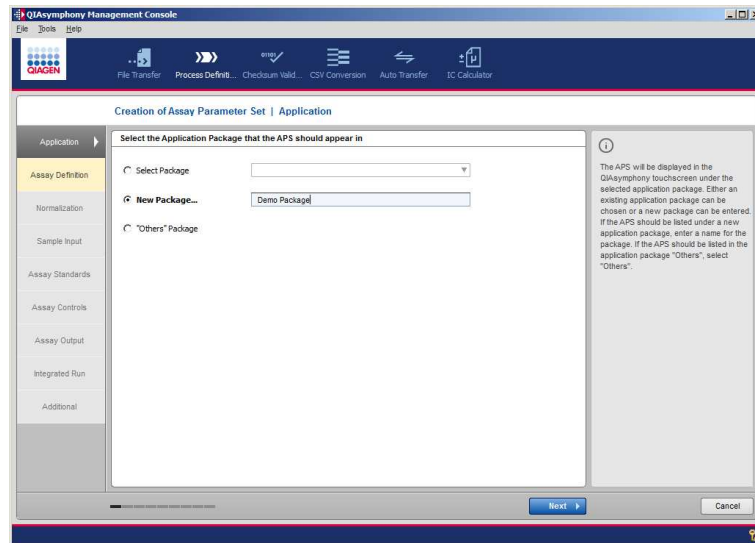 QIAsymphony Management Console
File Tools Help
QIAGEN
File Transfer
Process Definiti...
Checksum Valid...
CSV Conversion
Auto Transfer
IC Calculator
Creation of Assay Parameter Set | Application
Application
Assay Definition
Normalization
Sample Input
Assay Standards
Assay Controls
Assay Output
Integrated Run
Additional
Select the Application Package that the APS should appear in
Select Package
New Package...
Demo Package
"Others" Package
The APS will be displayed in the
QIAsymphony touchscreen under the
selected application package. Either an
existing application package can be
chosen or a new package can be entered.
If the APS should be listed under a new
application package, enter a name for the
package. If the APS should be listed in the
application package "Others", select
"Others".
Next
Cancel